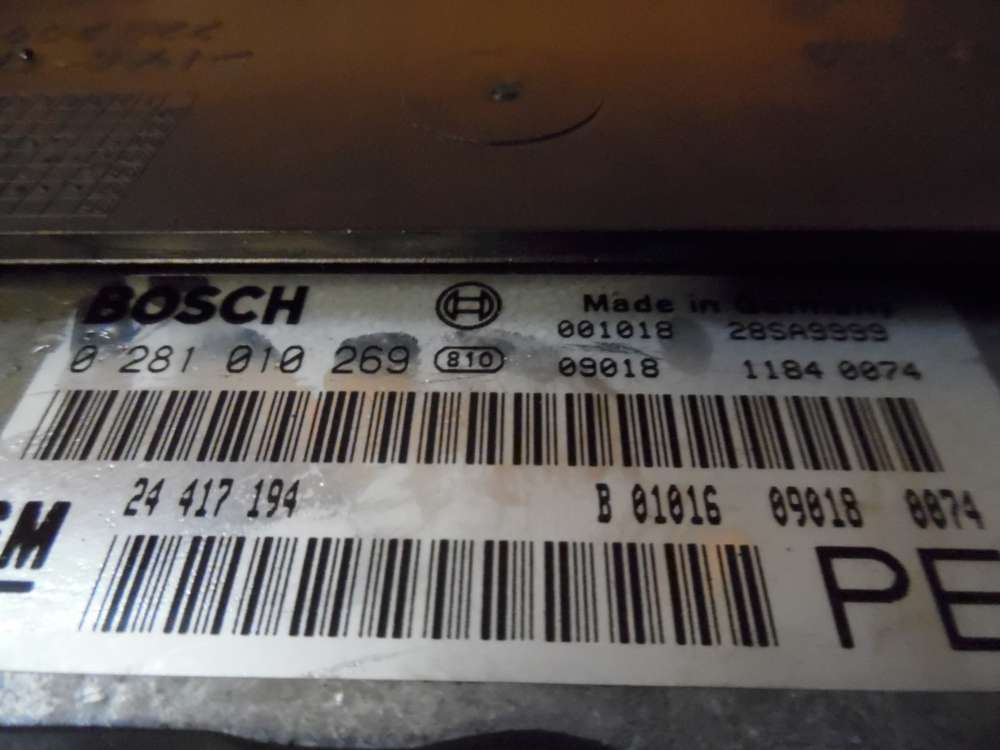 BOSCH Made in Germany
001018 28SA9999
0 281 010 269 810 09018 1184 0074
24 417 194 B 01016 09018 0074
GM PE